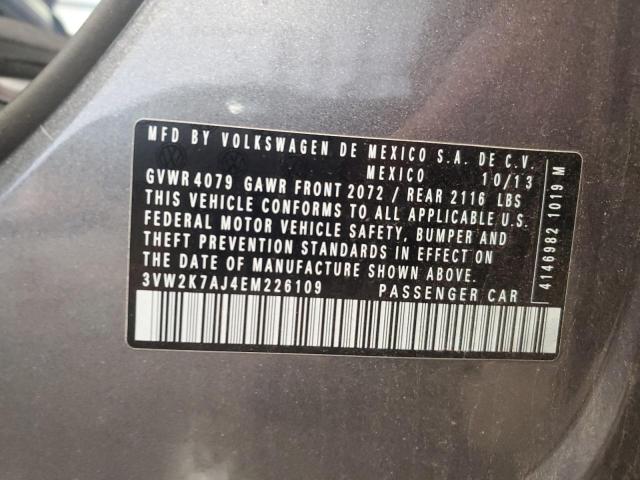 MFD BY VOLKSWAGEN DE MEXICO S.A. DE C.V.
MEXICO 10/13
GVWR 4079 GAWR FRONT 2072 / REAR 2116 LBS
THIS VEHICLE CONFORMS TO ALL APPLICABLE U.S.
FEDERAL MOTOR VEHICLE SAFETY, BUMPER AND
THEFT PREVENTION STANDARDS IN EFFECT ON
THE DATE OF MANUFACTURE SHOWN ABOVE.
3VW2K7AJ4EM226109 PASSENGER CAR
4146982 1019 M